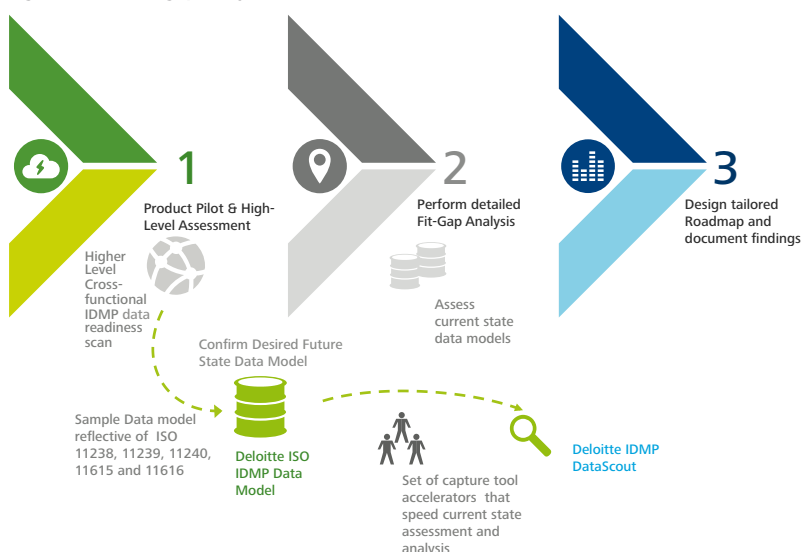 1
Product Pilot & High-
Level Assessment
2
Perform detailed
Fit-Gap Analysis
3
Design tailored
Roadmap and
document findings
Higher
Level
Cross-
functional
IDMP data
readiness
scan
Assess
current state
data models
Confirm Desired Future
State Data Model
Sample Data model
reflective of ISO
11238, 11239, 11240,
11615 and 11616
Deloitte ISO
IDMP Data
Model
Set of capture tool
accelerators that
speed current state
assessment and
analysis
Deloitte IDMP
DataScout